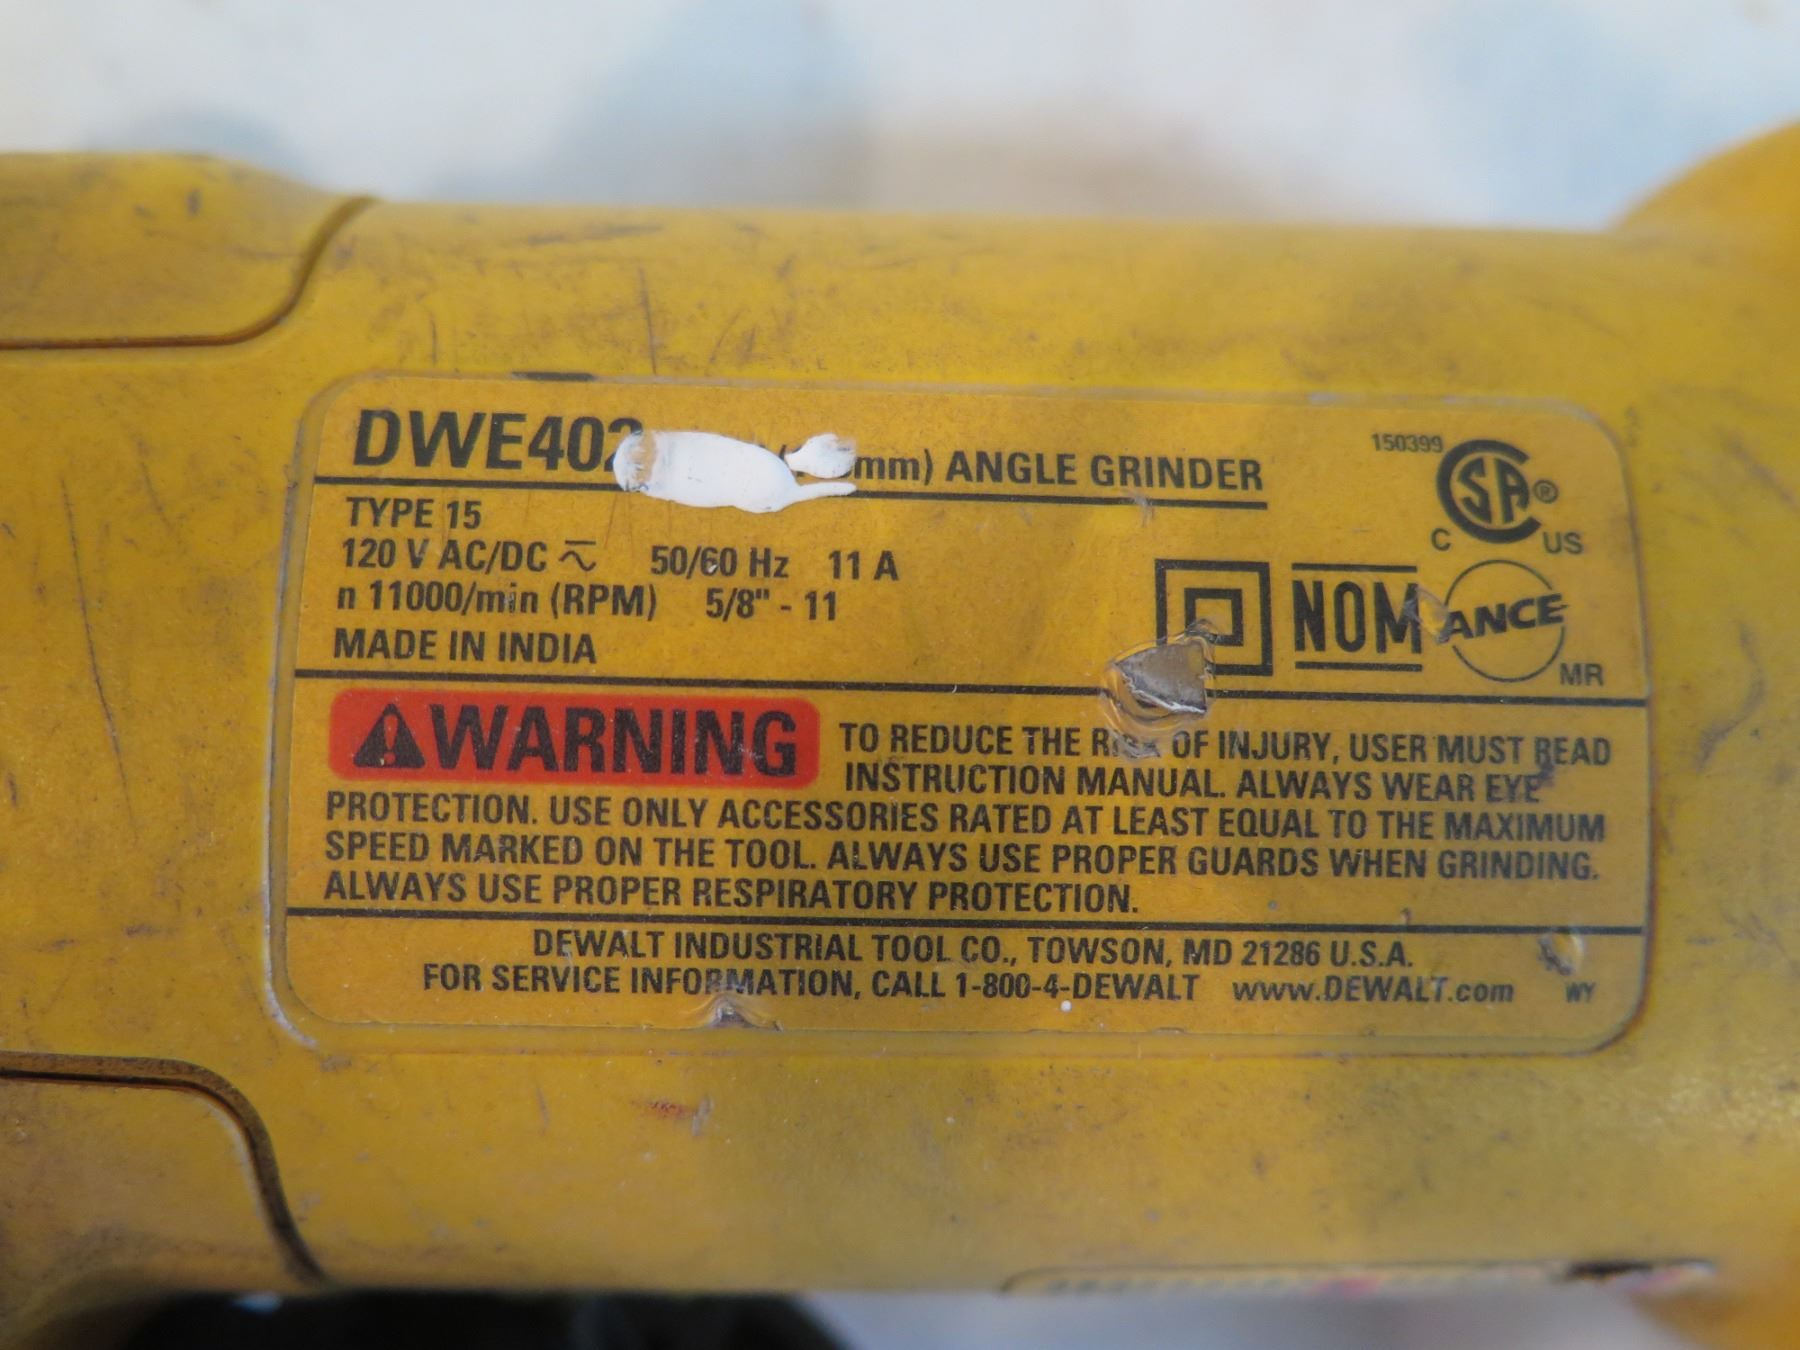 DWE402 mm) ANGLE GRINDER
150399
SA®
C US
TYPE 15
120 V AC/DC 50/60 Hz 11 A
n 11000/min (RPM) 5/8" - 11
MADE IN INDIA
NOM
ANCE
MR
WARNING TO REDUCE THE RISK OF INJURY, USER MUST READ
INSTRUCTION MANUAL. ALWAYS WEAR EYE
PROTECTION. USE ONLY ACCESSORIES RATED AT LEAST EQUAL TO THE MAXIMUM
SPEED MARKED ON THE TOOL. ALWAYS USE PROPER GUARDS WHEN GRINDING.
ALWAYS USE PROPER RESPIRATORY PROTECTION.
DEWALT INDUSTRIAL TOOL CO., TOWSON, MD 21286 U.S.A.
FOR SERVICE INFORMATION, CALL 1-800-4-DEWALT www.DEWALT.com WY